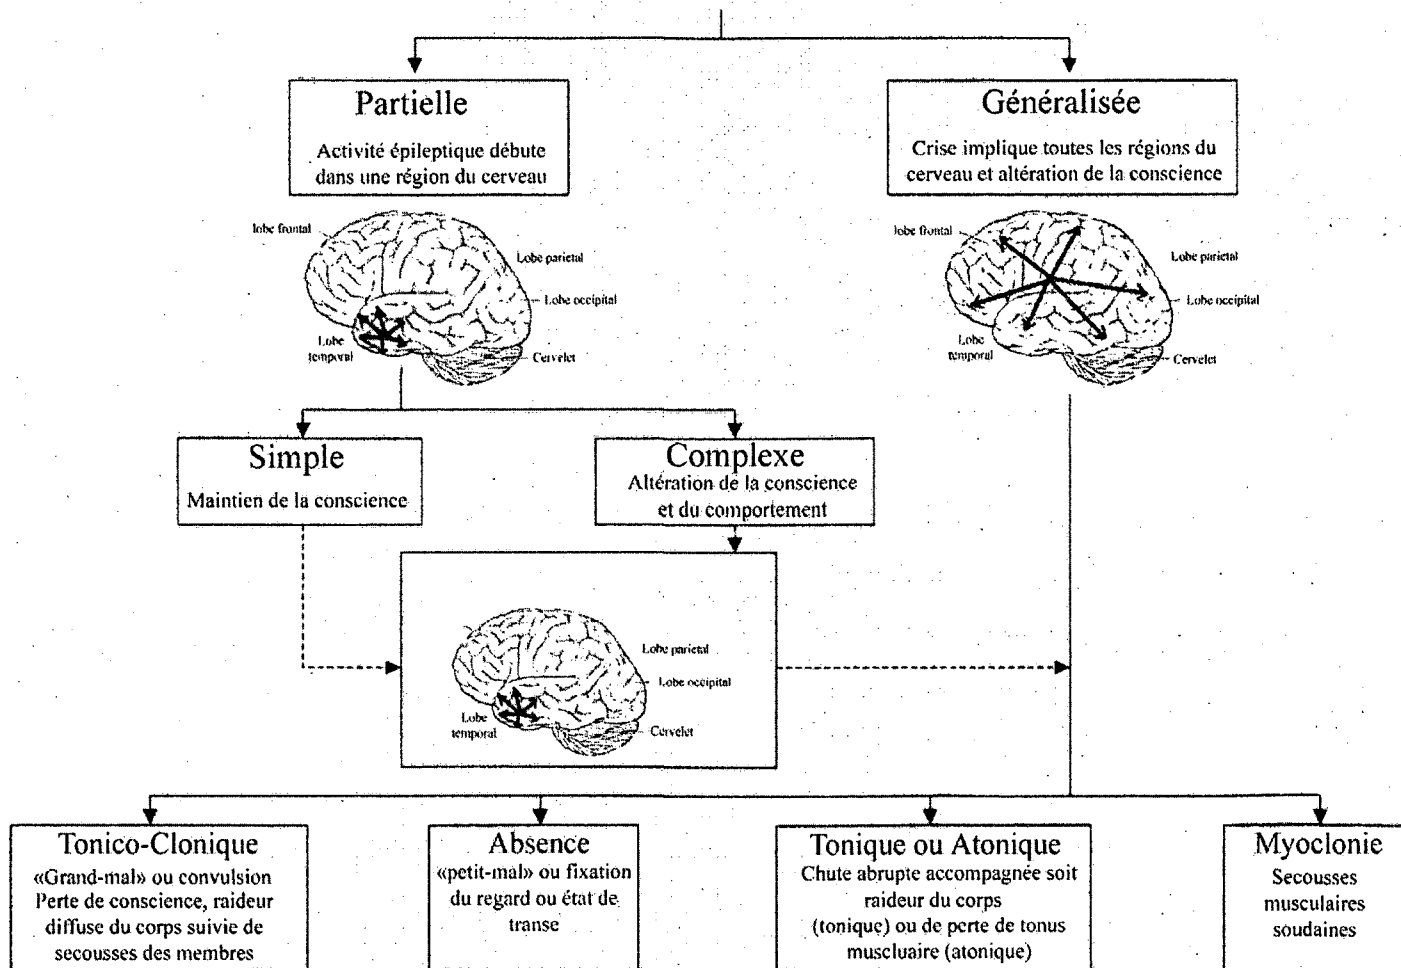 Partielle
Activité épileptique débute
dans une région du cerveau
Généralisée
Crise implique toutes les régions du
cerveau et altération de la conscience
lobe frontal
Lobe parietal
Lobe occipital
Lobe
temporal
Cervelet
lobe frontal
Lobe parietal
Lobe occipital
Lobe
temporal
Cervelet
Simple
Maintien de la conscience
Complexe
Altération de la conscience
et du comportement
Lobe parietal
Lobe occipital
Lobe
temporal
Cervelet
Tonico-Clonique
«Grand-mal» ou convulsion
Perte de conscience, raideur
diffuse du corps suivie de
secousses des membres
Absence
«petit-mal» ou fixation
du regard ou état de
transe
Tonique ou Atonique
Chute abrupte accompagnée soit
raideur du corps
(tonique) ou de perte de tonus
muscluaire (atonique)
Myoclonie
Secousses
musculaires
soudaines